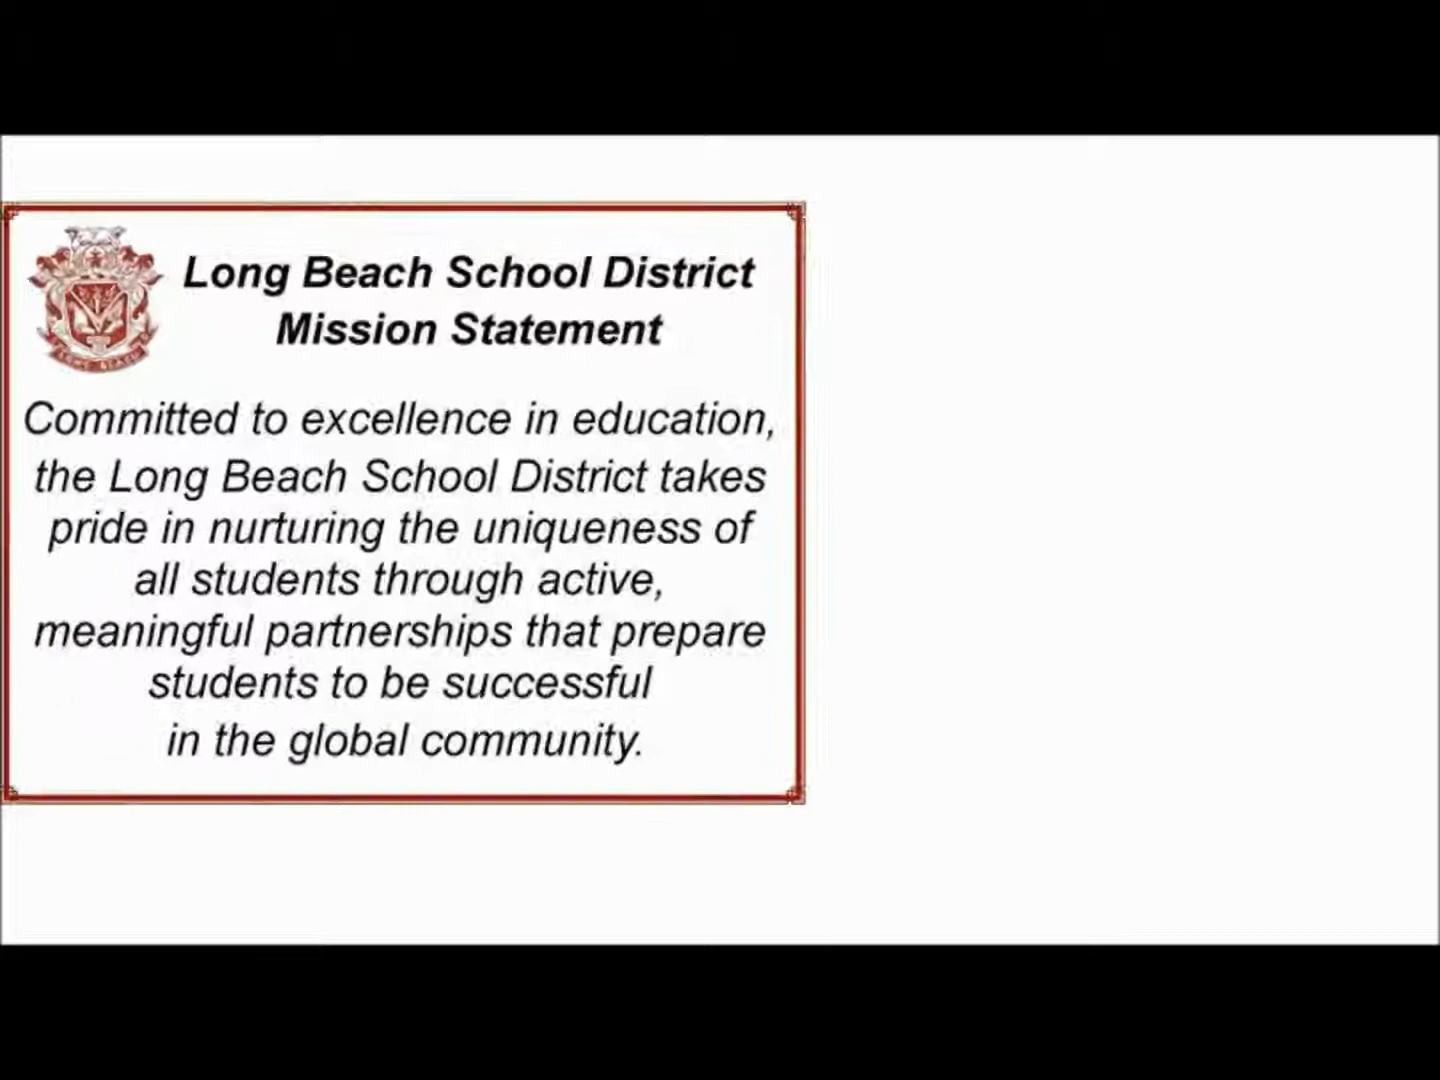 Long Beach School District
Mission Statement
Committed to excellence in education,
the Long Beach School District takes
pride in nurturing the uniqueness of
all students through active,
meaningful partnerships that prepare
students to be successful
in the global community.